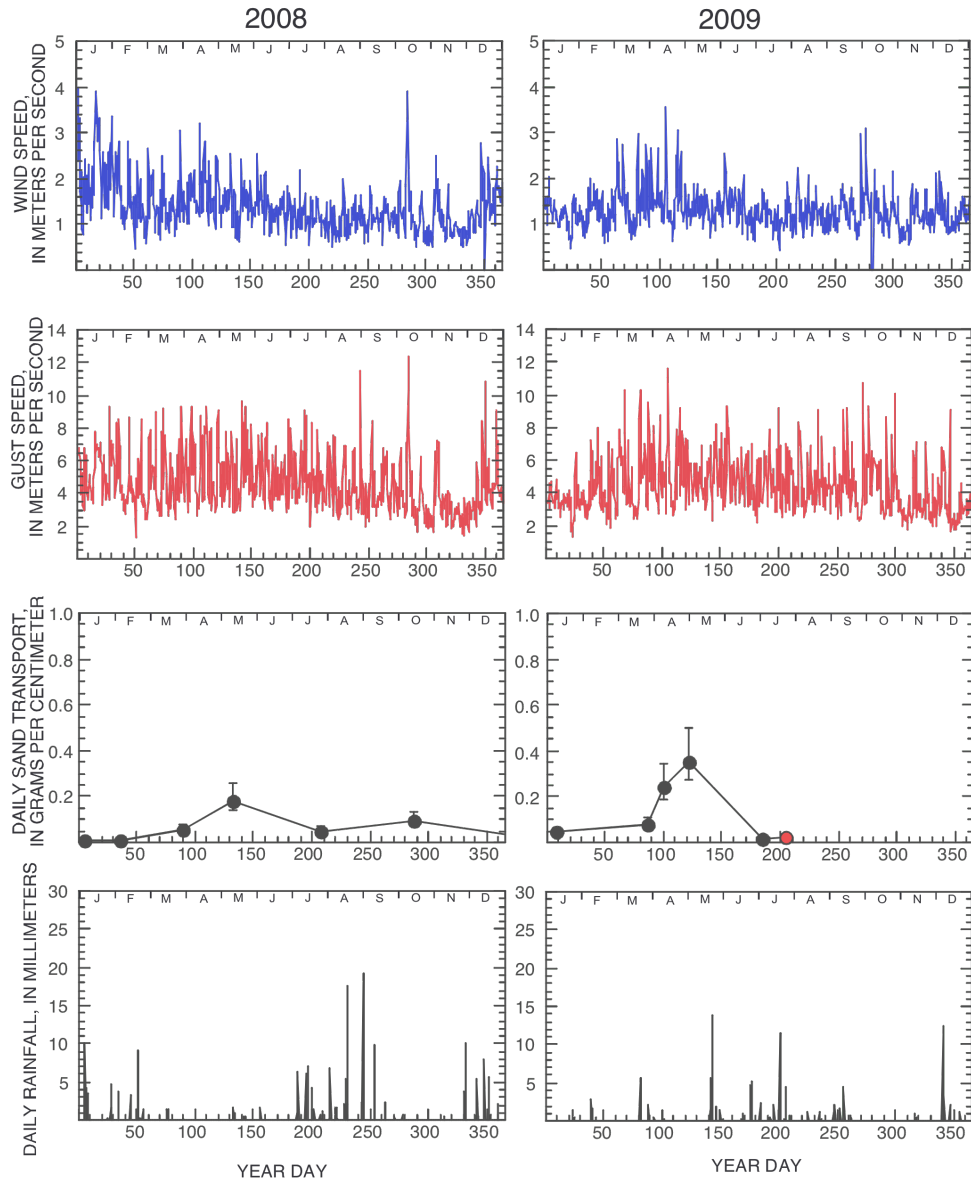 2008
2009
WIND SPEED,
IN METERS PER SECOND
5
4
3
2
1
J F M A M J J A S O N D
50 100 150 200 250 300 350
5
4
3
2
1
J F M A M J J A S O N D
50 100 150 200 250 300 350
GUST SPEED,
IN METERS PER SECOND
14
12
10
8
6
4
2
J F M A M J J A S O N D
50 100 150 200 250 300 350
14
12
10
8
6
4
2
J F M A M J J A S O N D
50 100 150 200 250 300 350
DAILY SAND TRANSPORT,
IN GRAMS PER CENTIMETER
1.0
0.8
0.6
0.4
0.2
J F M A M J J A S O N D
50 100 150 200 250 300 350
1.0
0.8
0.6
0.4
0.2
J F M A M J J A S O N D
50 100 150 200 250 300 350
DAILY RAINFALL, IN MILLIMETERS
30
25
20
15
10
5
J F M A M J J A S O N D
50 100 150 200 250 300 350
30
25
20
15
10
5
J F M A M J J A S O N D
50 100 150 200 250 300 350
YEAR DAY
YEAR DAY